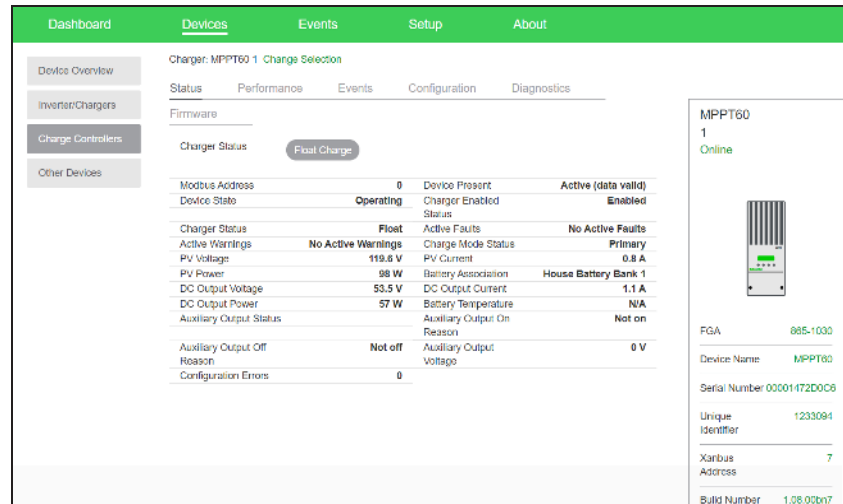 Dashboard Devices Events Setup About
Charger: MPPT60 1 Change Selection
Device Overview
Inverter/Chargers
Charge Controllers
Other Devices
Status Performance Events Configuration Diagnostics
Firmware
Charger Status Float Charge
Modbus Address 0 Device Present Active (data valid)
Device State Operating Charger Enabled Status Enabled
Charger Status Float Active Faults No Active Faults
Active Warnings No Active Warnings Charge Mode Status Primary
PV Voltage 119.6 V PV Current 0.8 A
PV Power 98 W Battery Association House Battery Bank 1
DC Output Voltage 53.5 V DC Output Current 1.1 A
DC Output Power 57 W Battery Temperature N/A
Auxiliary Output Status Auxiliary Output On Reason Not on
Auxiliary Output Off Reason Not off Auxiliary Output Voltage 0 V
Configuration Errors 0
MPPT60
1
Online
FGA 865-1030
Device Name MPPT60
Serial Number 00001472D0C6
Unique Identifier 1233094
Xanbus Address 7
Build Number 1.08.00bn7